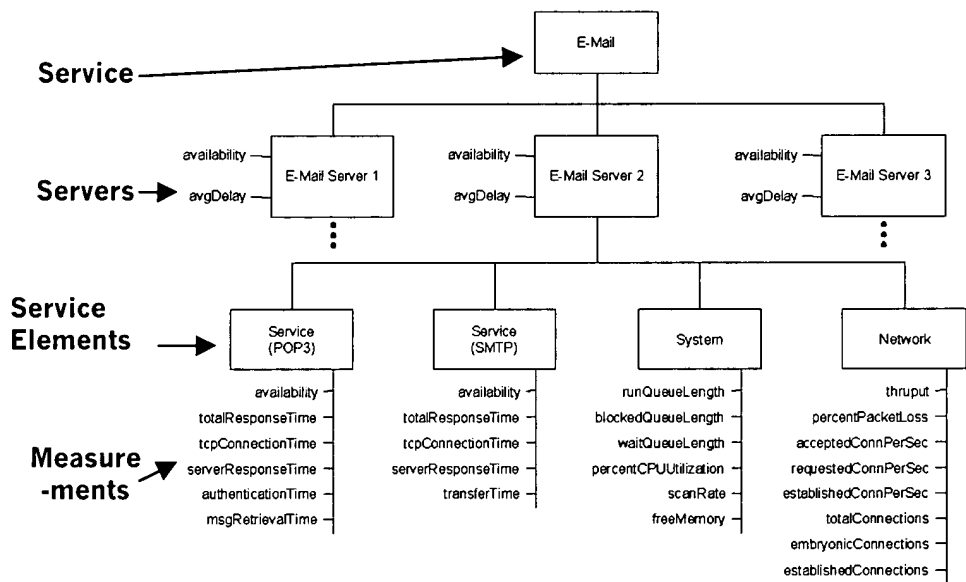 E-Mail
Service
availability
avgDelay
E-Mail Server 1
availability
avgDelay
E-Mail Server 2
availability
avgDelay
E-Mail Server 3
Servers
Service
Elements
Service
(POP3)
Service
(SMTP)
System
Network
Measure
-ments
availability
totalResponseTime
tcpConnectionTime
serverResponseTime
authenticationTime
msgRetrievalTime
availability
totalResponseTime
tcpConnectionTime
serverResponseTime
transferTime
runQueueLength
blockedQueueLength
waitQueueLength
percentCPUUtilization
scanRate
freeMemory
thruput
percentPacketLoss
acceptedConnPerSec
requestedConnPerSec
establishedConnPerSec
totalConnections
embryonicConnections
establishedConnections